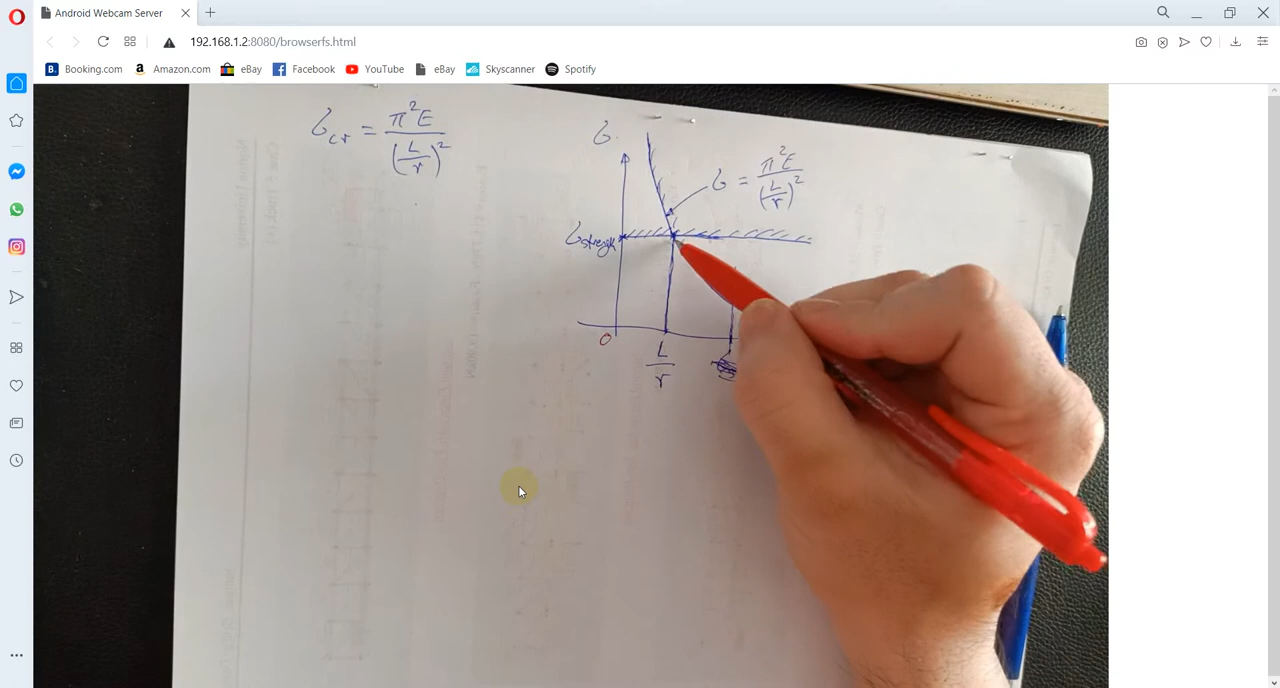 Android Webcam Server
192.168.1.2:8080/browserfs.html
Booking.com
Amazon.com
eBay
Facebook
YouTube
eBay
Skyscanner
Spotify
σcr = π²E / (L/r)²
σ
σ = π²E / (L/r)²
σstrength
0
L/r